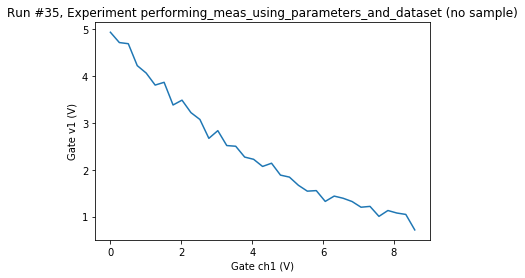 Run #35, Experiment performing_meas_using_parameters_and_dataset (no sample)
5
4
3
2
1
Gate v1 (V)
0 2 4 6 8
Gate ch1 (V)